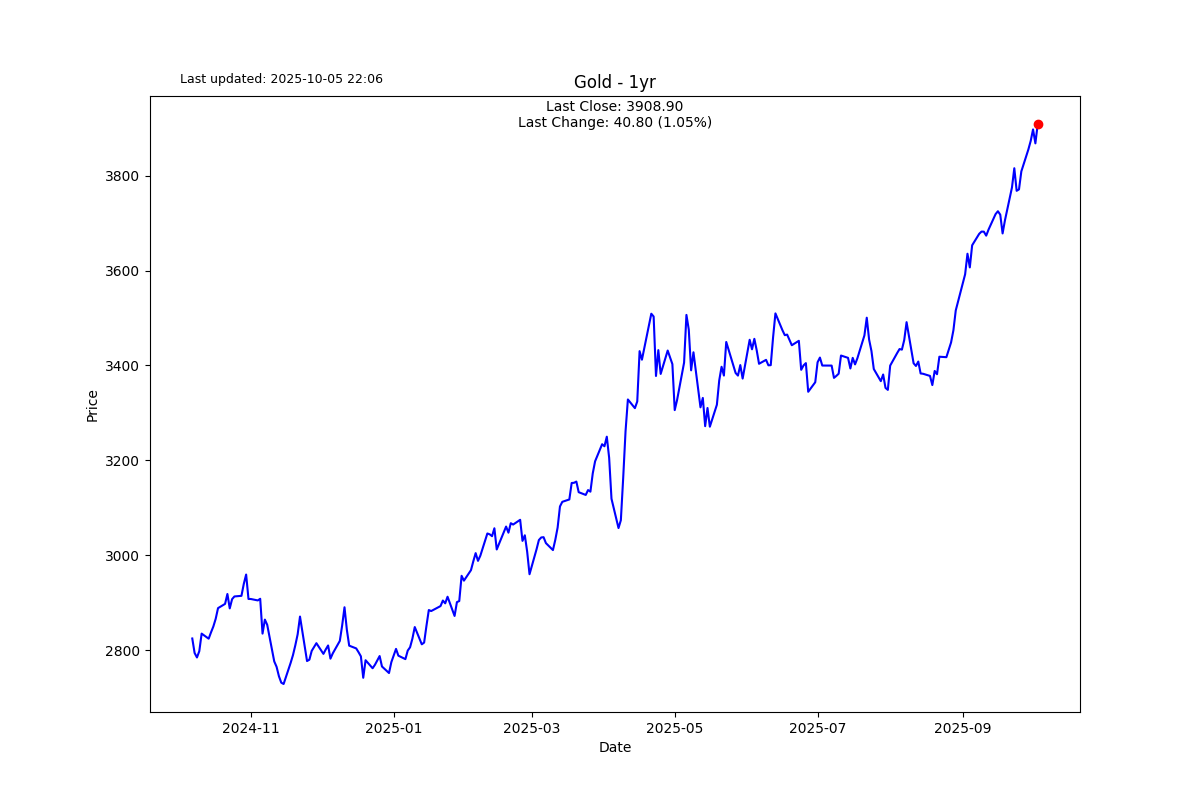 Last updated: 2025-10-05 22:06
Gold - 1yr
Last Close: 3908.90
Last Change: 40.80 (1.05%)
Price
3800
3600
3400
3200
3000
2800
2024-11
2025-01
2025-03
2025-05
2025-07
2025-09
Date